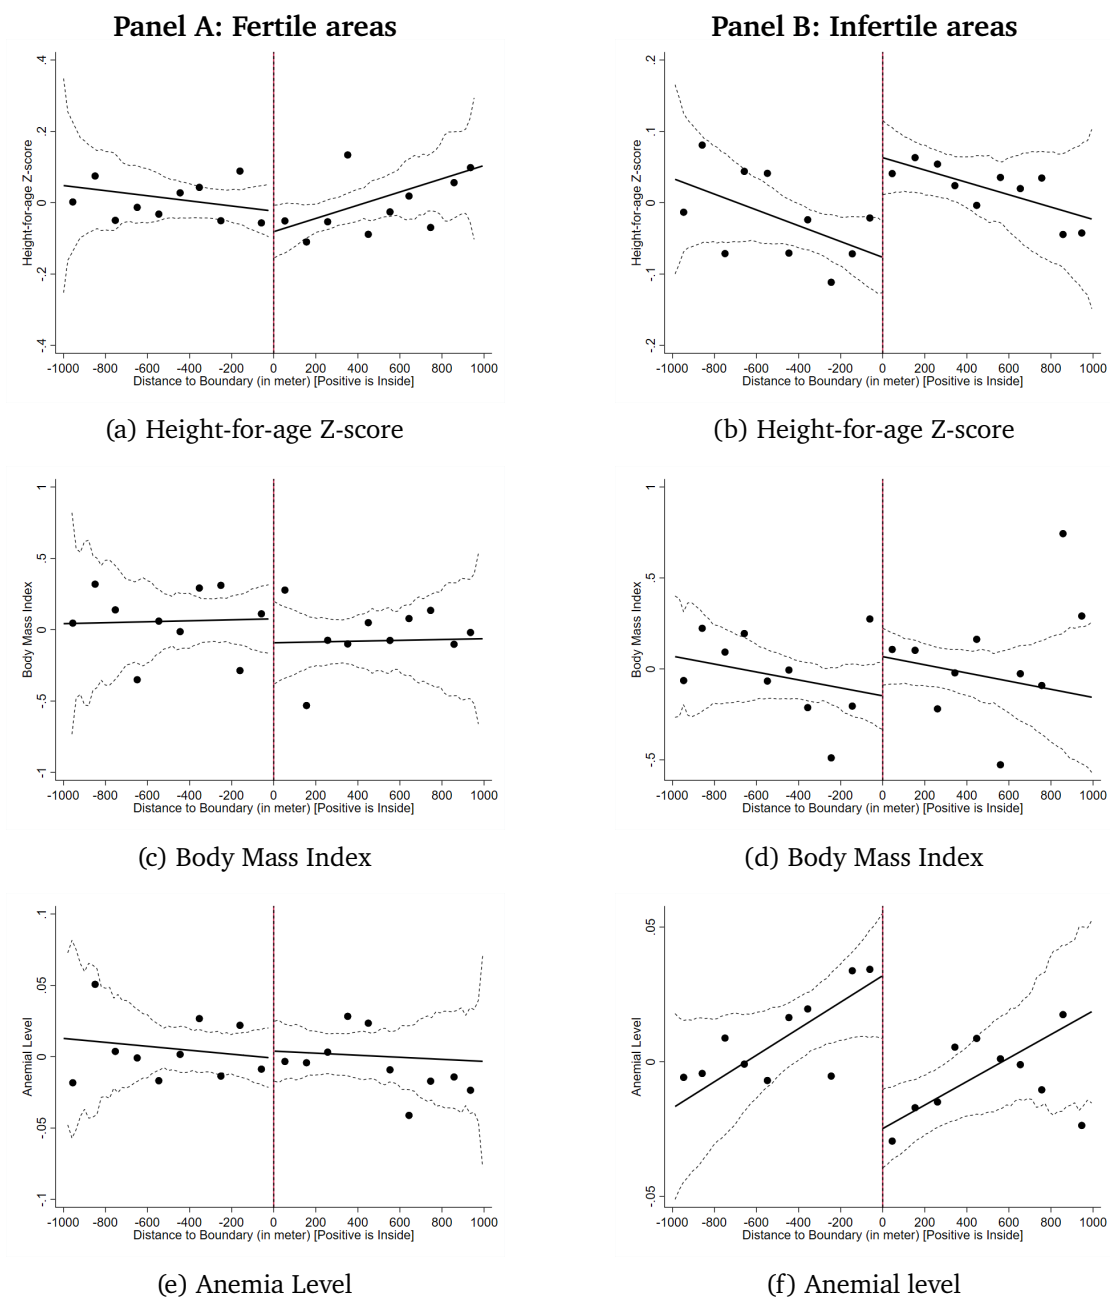 Panel A: Fertile areas
Panel B: Infertile areas
Height-for-age Z-score
.4
.2
0
-.2
-.4
-1000 -800 -600 -400 -200 0 200 400 600 800 1000
Distance to Boundary (in meter) [Positive is Inside]
(a) Height-for-age Z-score
Height-for-age Z-score
.2
.1
0
-.1
-.2
-1000 -800 -600 -400 -200 0 200 400 600 800 1000
Distance to Boundary (in meter) [Positive is Inside]
(b) Height-for-age Z-score
Body Mass Index
1
.5
0
-.5
-1
-1000 -800 -600 -400 -200 0 200 400 600 800 1000
Distance to Boundary (in meter) [Positive is Inside]
(c) Body Mass Index
Body Mass Index
1
.5
0
-.5
-1000 -800 -600 -400 -200 0 200 400 600 800 1000
Distance to Boundary (in meter) [Positive is Inside]
(d) Body Mass Index
Anemial Level
.1
.05
0
-.05
-.1
-1000 -800 -600 -400 -200 0 200 400 600 800 1000
Distance to Boundary (in meter) [Positive is Inside]
(e) Anemia Level
Anemial Level
.05
0
-.05
-1000 -800 -600 -400 -200 0 200 400 600 800 1000
Distance to Boundary (in meter) [Positive is Inside]
(f) Anemial level